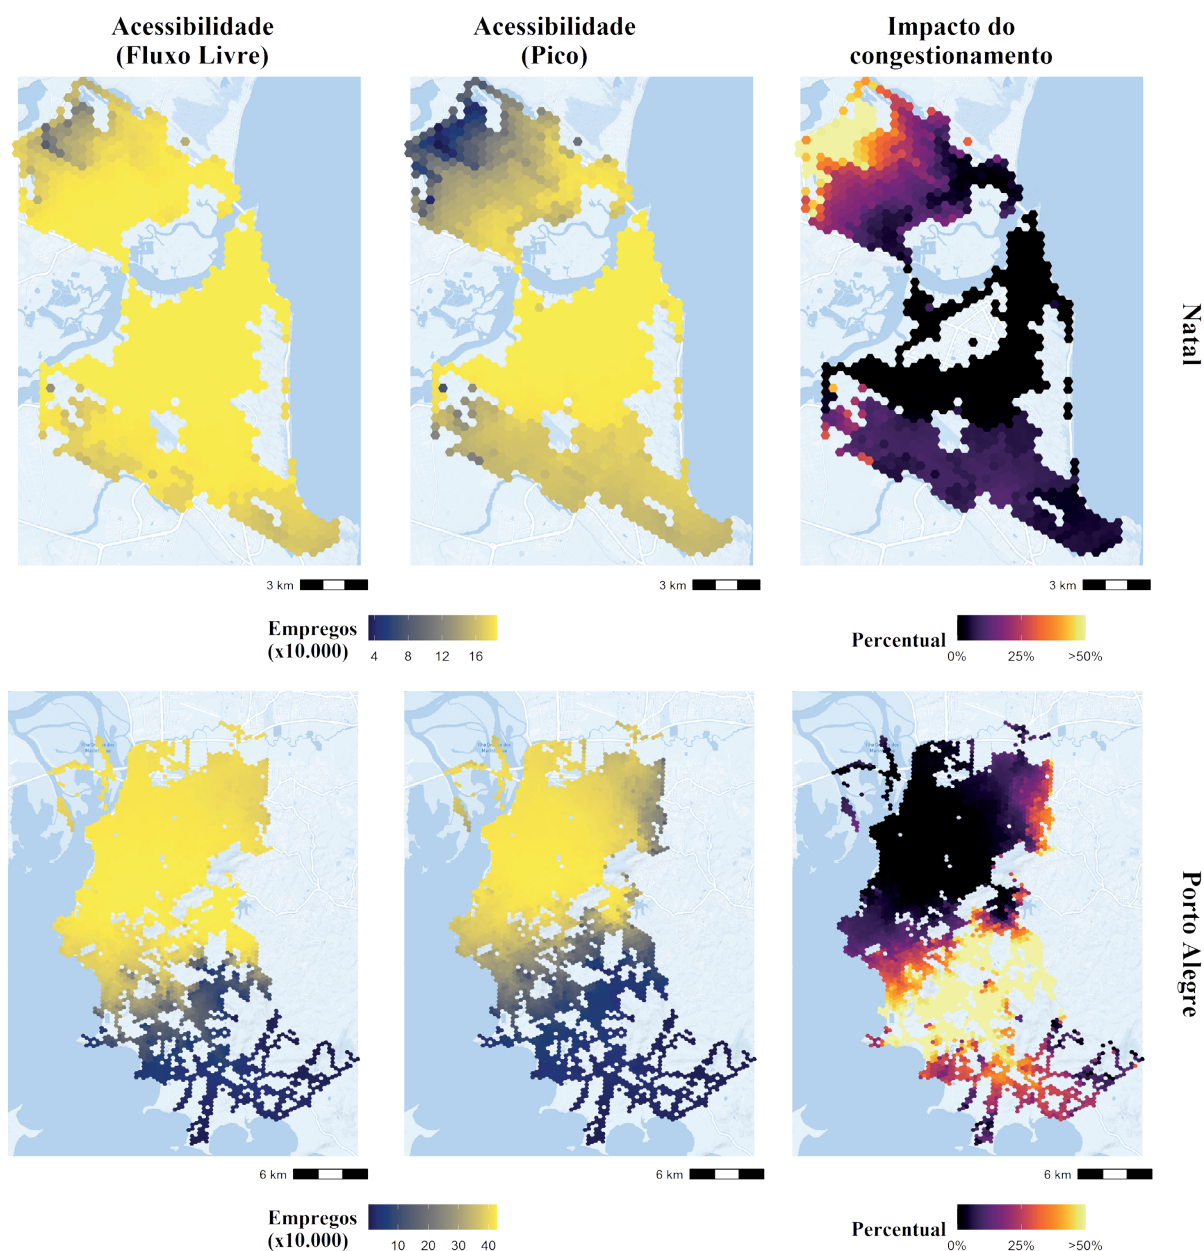 Acessibilidade
(Fluxo Livre)
Acessibilidade
(Pico)
Impacto do
congestionamento
Natal
3 km
3 km
3 km
Empregos
(x10.000)
4 8 12 16
Percentual
0% 25% >50%
Porto Alegre
6 km
6 km
6 km
Empregos
(x10.000)
10 20 30 40
Percentual
0% 25% >50%